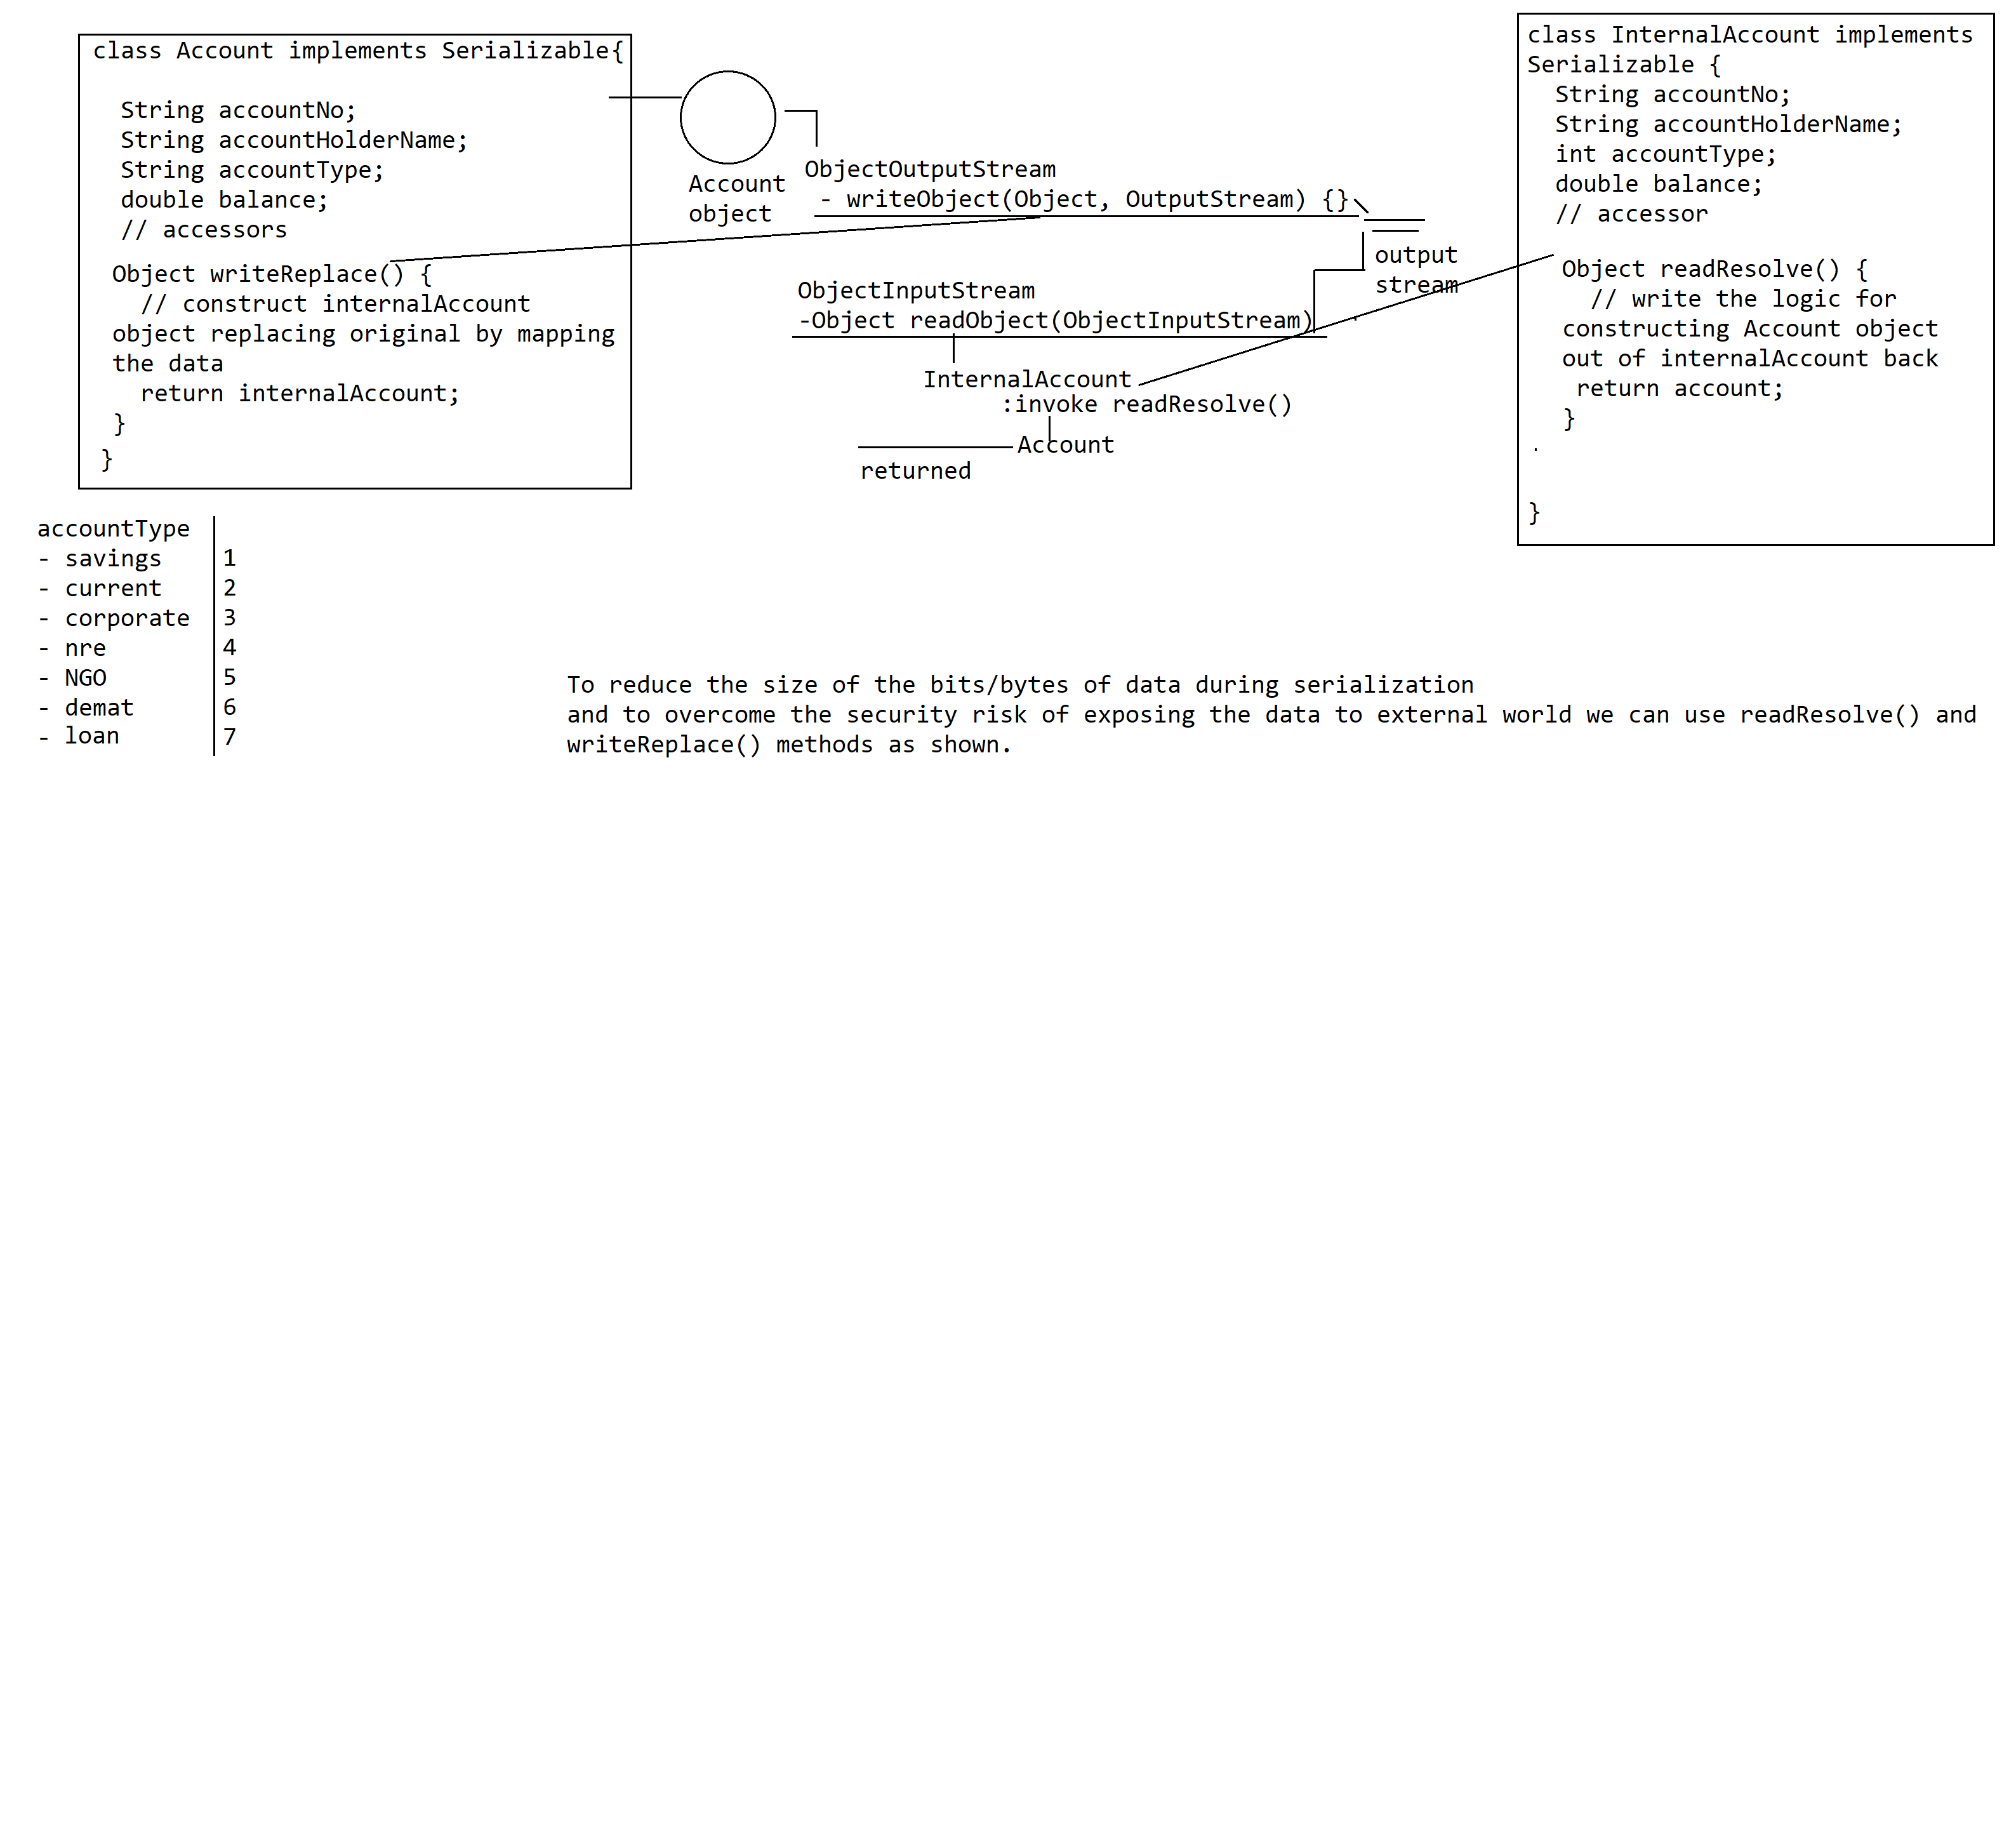 class Account implements Serializable{
String accountNo;
String accountHolderName;
String accountType;
double balance;
// accessors
Object writeReplace() {
// construct internalAccount
object replacing original by mapping
the data
return internalAccount;
}
}
Account
object
ObjectOutputStream
- writeObject(Object, OutputStream) {}
output
stream
ObjectInputStream
-Object readObject(ObjectInputStream)
InternalAccount
:invoke readResolve()
Account
returned
class InternalAccount implements
Serializable {
String accountNo;
String accountHolderName;
int accountType;
double balance;
// accessor
Object readResolve() {
// write the logic for
constructing Account object
out of internalAccount back
return account;
}
}
accountType
- savings 1
- current 2
- corporate 3
- nre 4
- NGO 5
- demat 6
- loan 7
To reduce the size of the bits/bytes of data during serialization
and to overcome the security risk of exposing the data to external world we can use readResolve() and
writeReplace() methods as shown.